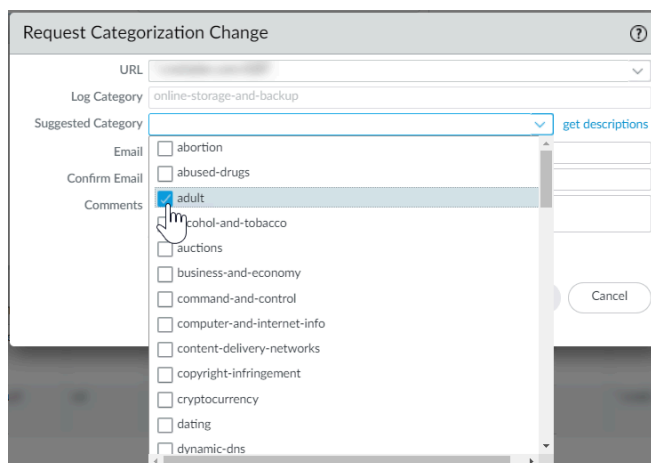 Request Categorization Change
URL
Log Category online-storage-and-backup
Suggested Category get descriptions
Email abortion
abused-drugs
Confirm Email
Comments adult
cohol-and-tobacco
auctions
business-and-economy
command-and-control Cancel
computer-and-internet-info
content-delivery-networks
copyright-infringement
cryptocurrency
dating
dynamic-dns